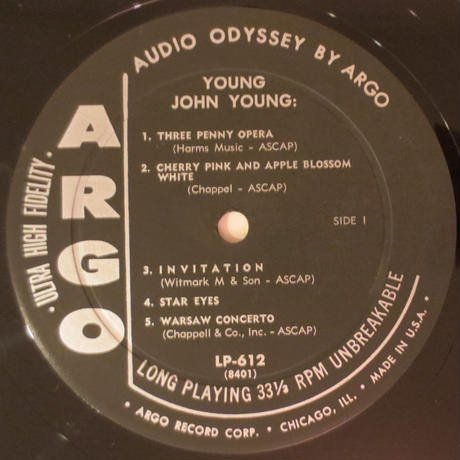 AUDIO ODYSSEY BY ARGO
YOUNG
JOHN YOUNG:
ARGO
· ULTRA HIGH FIDELITY ·
1. THREE PENNY OPERA
(Harms Music - ASCAP)
2. CHERRY PINK AND APPLE BLOSSOM
WHITE
(Chappel - ASCAP)
SIDE I
3. INVITATION
(Witmark M & Son - ASCAP)
4. STAR EYES
5. WARSAW CONCERTO
(Chappell & Co., Inc. - ASCAP)
LP-612
(8401)
LONG PLAYING 33⅓ RPM UNBREAKABLE
· ARGO RECORD CORP. · CHICAGO, ILL. · MADE IN U.S.A. ·